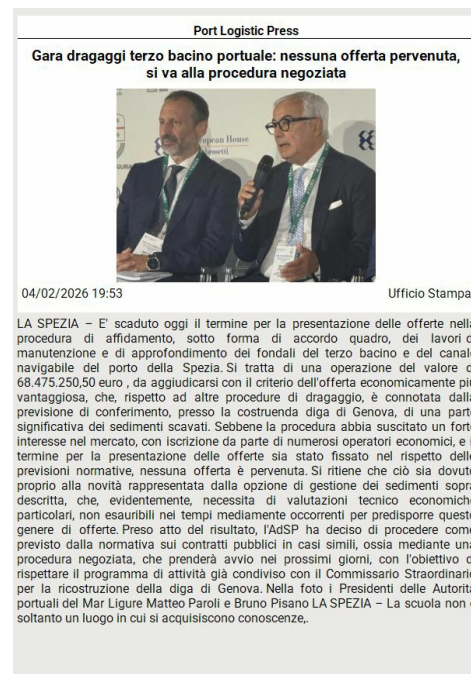 Port Logistic Press
Gara dragaggi terzo bacino portuale: nessuna offerta pervenuta,
si va alla procedura negoziata
European House
04/02/2026 19:53 Ufficio Stampa
LA SPEZIA – E' scaduto oggi il termine per la presentazione delle offerte nella
procedura di affidamento, sotto forma di accordo quadro, dei lavori d
manutenzione e di approfondimento dei fondali del terzo bacino e del canale
navigabile del porto della Spezia. Si tratta di una operazione del valore d
68.475.250,50 euro , da aggiudicarsi con il criterio dell'offerta economicamente più
vantaggiosa, che, rispetto ad altre procedure di dragaggio, è connotata dalla
previsione di conferimento, presso la costruenda diga di Genova, di una parte
significativa dei sedimenti scavati. Sebbene la procedura abbia suscitato un forte
interesse nel mercato, con iscrizione da parte di numerosi operatori economici, e i
termine per la presentazione delle offerte sia stato fissato nel rispetto delle
previsioni normative, nessuna offerta è pervenuta. Si ritiene che ciò sia dovuto
proprio alla novità rappresentata dalla opzione di gestione dei sedimenti sopra
descritta, che, evidentemente, necessita di valutazioni tecnico economiche
particolari, non esauribili nei tempi mediamente occorrenti per predisporre questo
genere di offerte. Preso atto del risultato, l'AdSP ha deciso di procedere come
previsto dalla normativa sui contratti pubblici in casi simili, ossia mediante una
procedura negoziata, che prenderà avvio nei prossimi giorni, con l'obiettivo d
rispettare il programma di attività già condiviso con il Commissario Straordinario
per la ricostruzione della diga di Genova. Nella foto i Presidenti delle Autorità
portuali del Mar Ligure Matteo Paroli e Bruno Pisano LA SPEZIA – La scuola non è
soltanto un luogo in cui si acquisiscono conoscenze,.